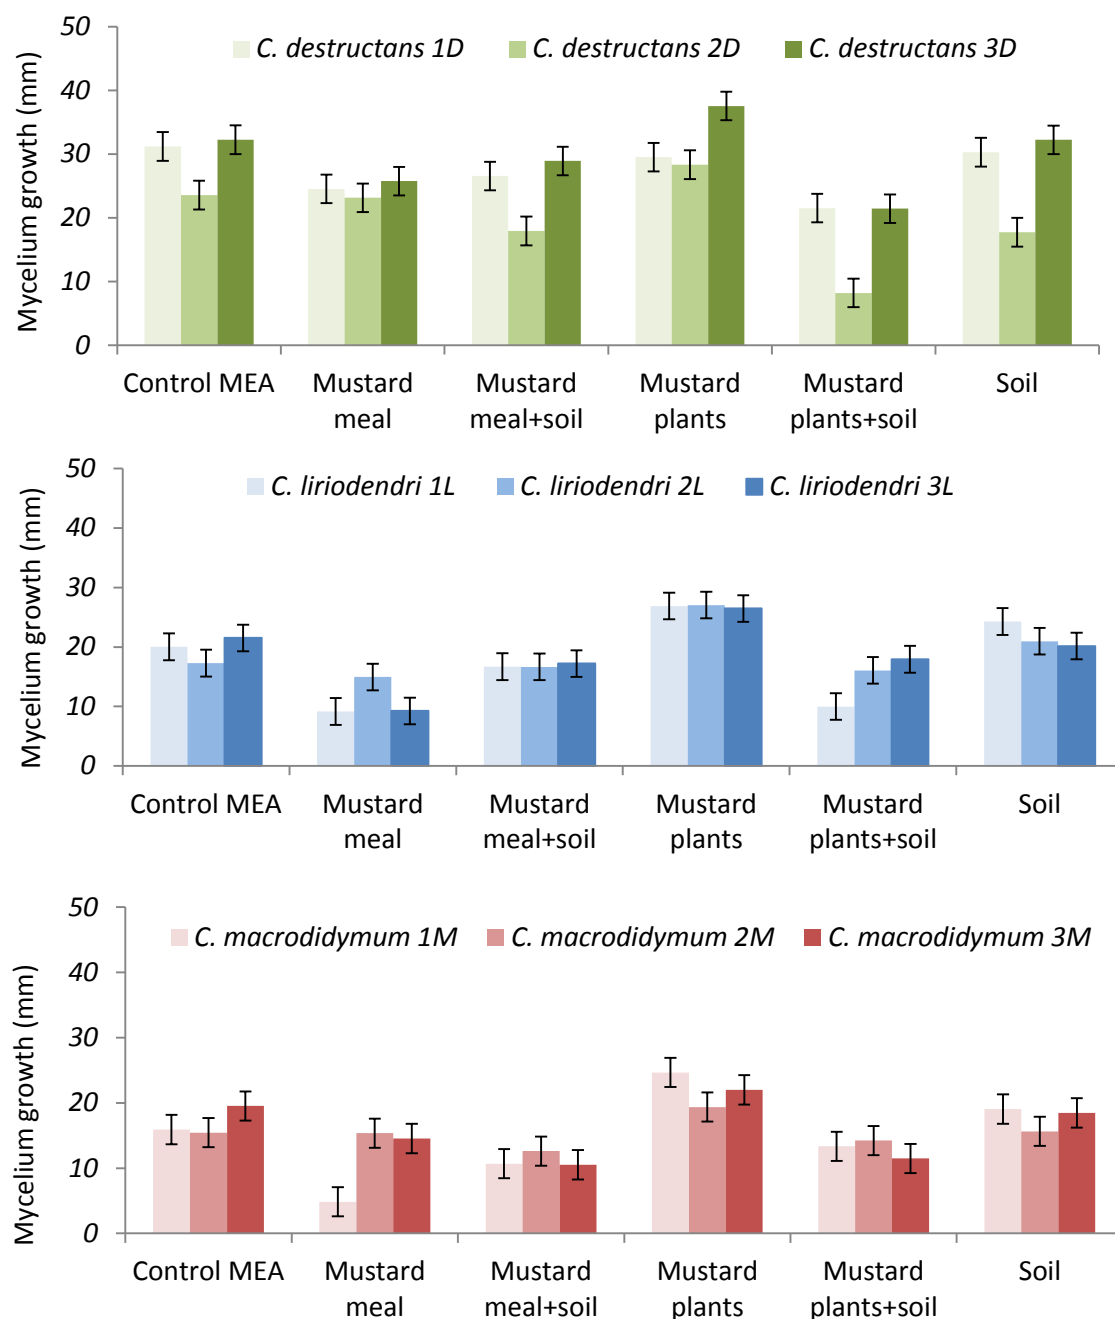 Mycelium growth (mm)
50
40
30
20
10
0
C. destructans 1D C. destructans 2D C. destructans 3D
Control MEA Mustard meal Mustard meal+soil Mustard plants Mustard plants+soil Soil
Mycelium growth (mm)
50
40
30
20
10
0
C. liriodendri 1L C. liriodendri 2L C. liriodendri 3L
Control MEA Mustard meal Mustard meal+soil Mustard plants Mustard plants+soil Soil
Mycelium growth (mm)
50
40
30
20
10
0
C. macrodidymum 1M C. macrodidymum 2M C. macrodidymum 3M
Control MEA Mustard meal Mustard meal+soil Mustard plants Mustard plants+soil Soil